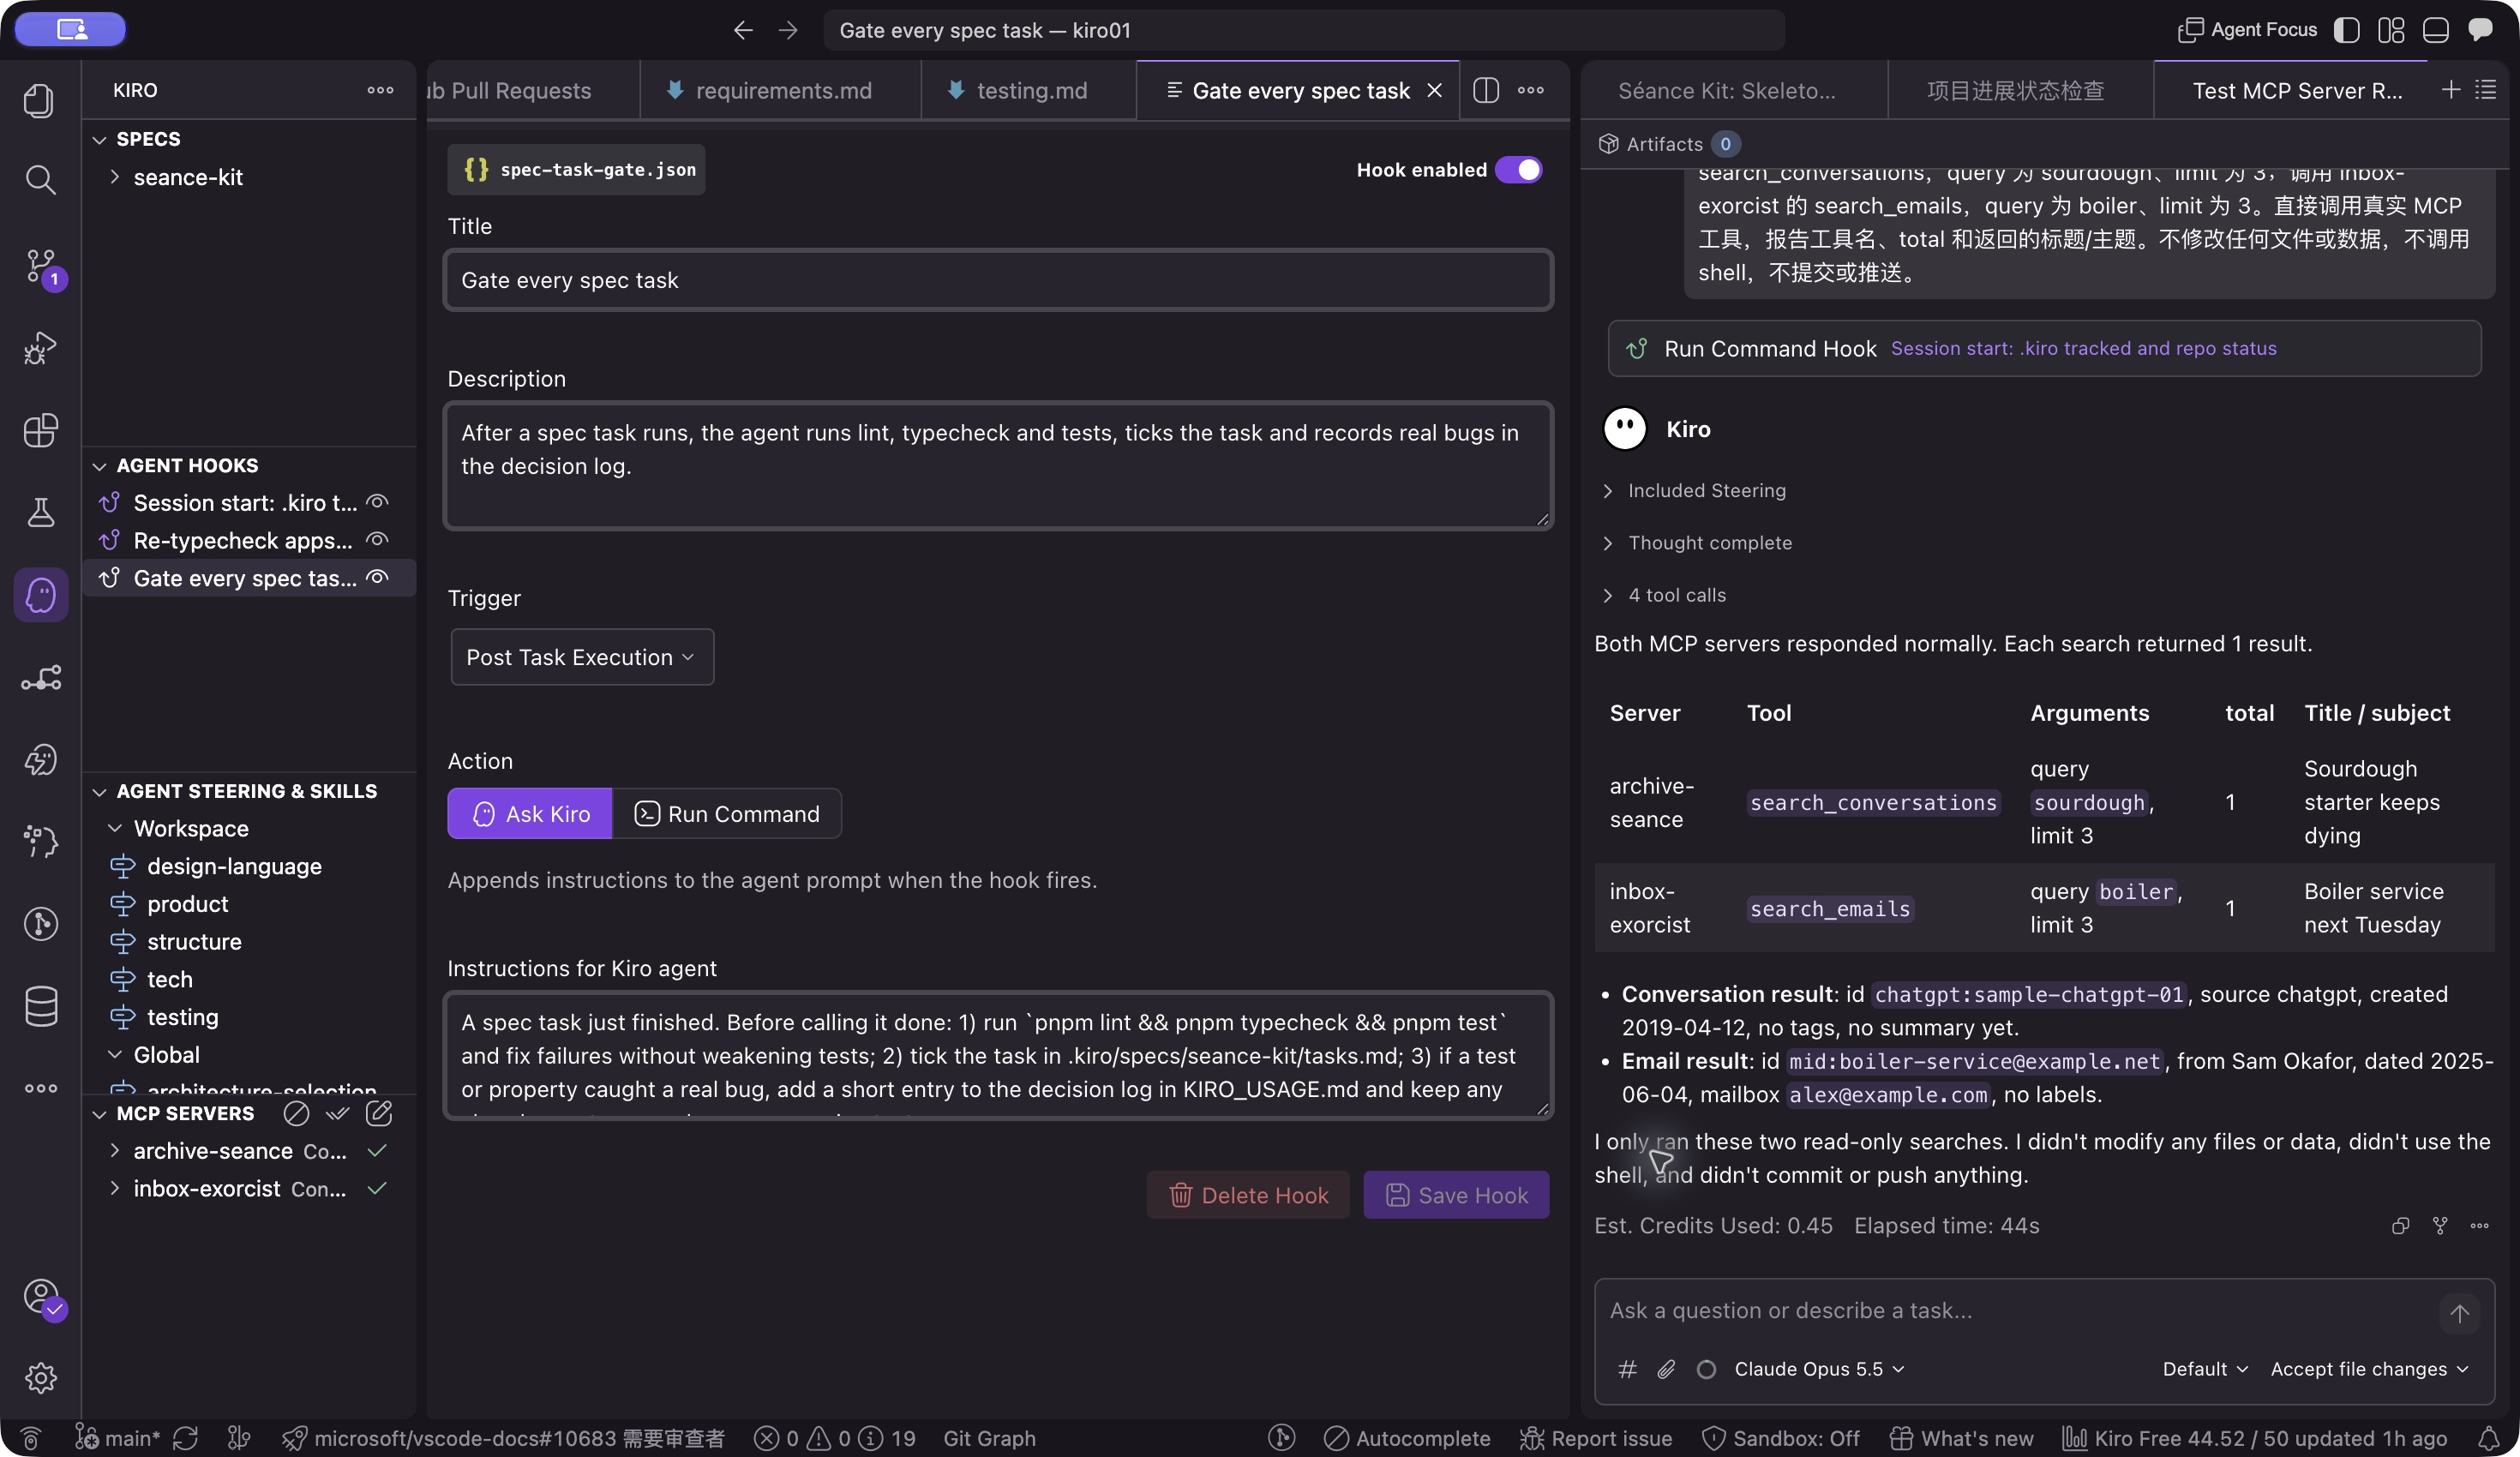 Gate every spec task — kiro01
Agent Focus
KIRO
SPECS
seance-kit
1
AGENT HOOKS
Session start: .kiro t...
Re-typecheck apps...
Gate every spec tas...
AGENT STEERING & SKILLS
Workspace
design-language
product
structure
tech
testing
Global
architecture-selection
MCP SERVERS
archive-seance Co...
inbox-exorcist Con...
ub Pull Requests
requirements.md
testing.md
Gate every spec task
{} spec-task-gate.json
Hook enabled
Title
Gate every spec task
Description
After a spec task runs, the agent runs lint, typecheck and tests, ticks the task and records real bugs in
the decision log.
Trigger
Post Task Execution
Action
Ask Kiro
Run Command
Appends instructions to the agent prompt when the hook fires.
Instructions for Kiro agent
A spec task just finished. Before calling it done: 1) run `pnpm lint && pnpm typecheck && pnpm test`
and fix failures without weakening tests; 2) tick the task in .kiro/specs/seance-kit/tasks.md; 3) if a test
or property caught a real bug, add a short entry to the decision log in KIRO_USAGE.md and keep any
Delete Hook
Save Hook
Séance Kit: Skeleto...
项目进展状态检查
Test MCP Server R...
Artifacts 0
search_conversations，query 为 sourdough、limit 为 3，调用 inbox-
exorcist 的 search_emails，query 为 boiler、limit 为 3。直接调用真实 MCP
工具，报告工具名、total 和返回的标题/主题。不修改任何文件或数据，不调用
shell，不提交或推送。
Run Command Hook Session start: .kiro tracked and repo status
Kiro
Included Steering
Thought complete
4 tool calls
Both MCP servers responded normally. Each search returned 1 result.
Server Tool Arguments total Title / subject
archive-
seance
search_conversations
query
sourdough,
limit 3
1
Sourdough
starter keeps
dying
inbox-
exorcist
search_emails
query boiler,
limit 3
1
Boiler service
next Tuesday
• Conversation result: id chatgpt:sample-chatgpt-01, source chatgpt, created
2019-04-12, no tags, no summary yet.
• Email result: id mid:boiler-service@example.net, from Sam Okafor, dated 2025-
06-04, mailbox alex@example.com, no labels.
I only ran these two read-only searches. I didn't modify any files or data, didn't use the
shell, and didn't commit or push anything.
Est. Credits Used: 0.45 Elapsed time: 44s
Ask a question or describe a task...
Claude Opus 5.5
Default
Accept file changes
main*
microsoft/vscode-docs#10683 需要审查者
0 0 19
Git Graph
Autocomplete
Report issue
Sandbox: Off
What's new
Kiro Free 44.52 / 50 updated 1h ago